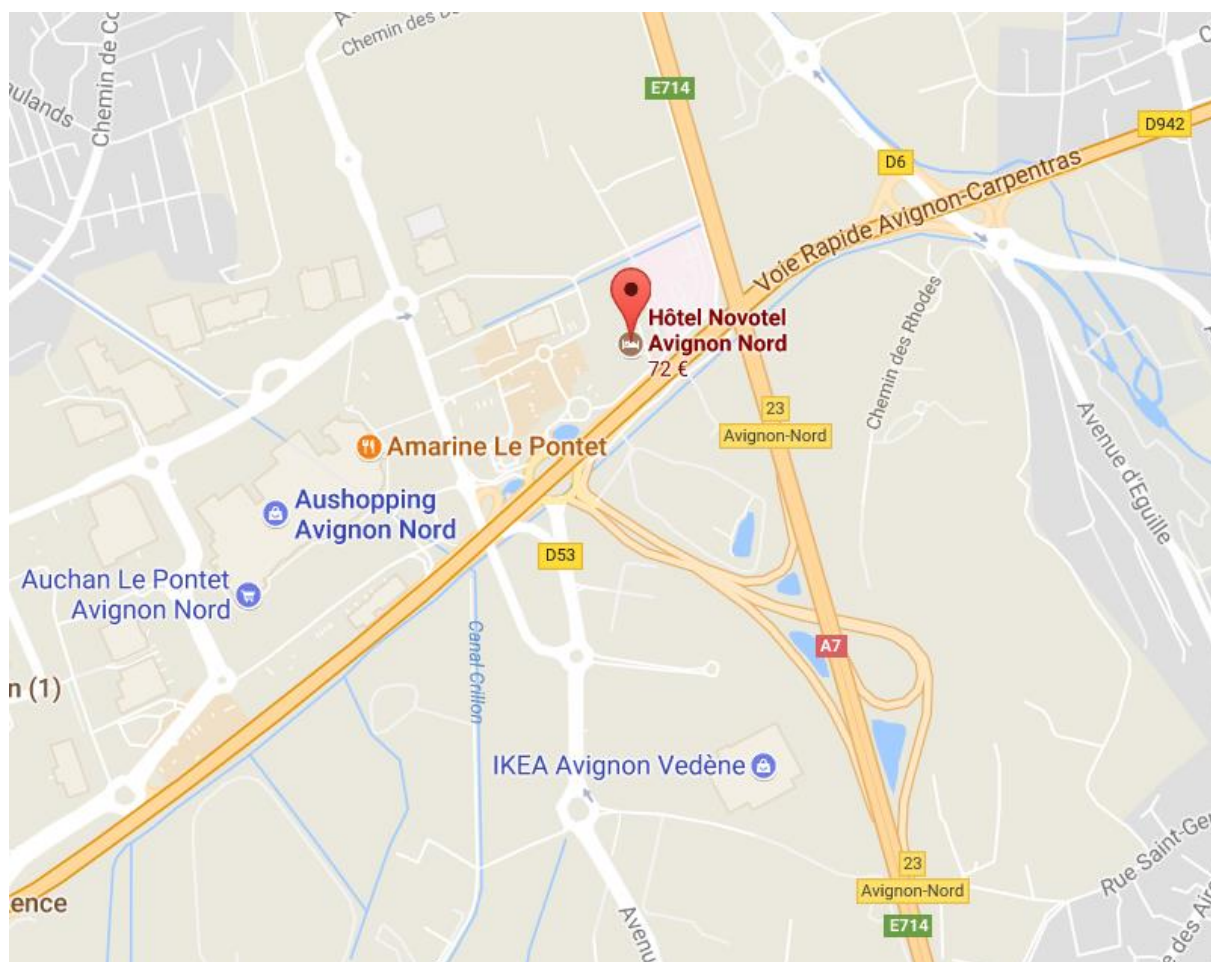 Chemin de Co
Chemin des B
ulands
E714
D942
D6
Voie Rapide Avignon-Carpentras
Hôtel Novotel
Avignon Nord
72 €
Chemin des Rhodes
23
Avignon-Nord
Amarine Le Pontet
Avenue d'Eguille
Aushopping
Avignon Nord
D53
Auchan Le Pontet
Avignon Nord
Canal Crillon
A7
n (1)
IKEA Avignon Vedène
23
Avignon-Nord
Rue Saint-Ge
ence
E714
Avenu
e des Aires